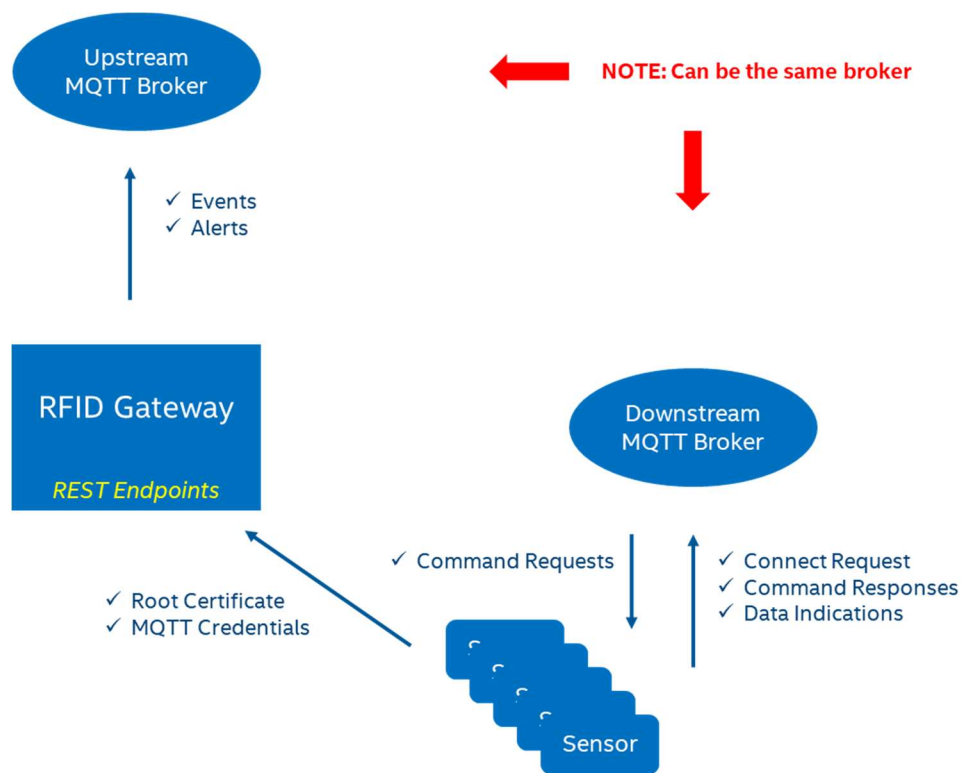 Upstream
MQTT Broker
NOTE: Can be the same broker
✓ Events
✓ Alerts
RFID Gateway
REST Endpoints
Downstream
MQTT Broker
✓ Command Requests
✓ Connect Request
✓ Command Responses
✓ Data Indications
✓ Root Certificate
✓ MQTT Credentials
Sensor